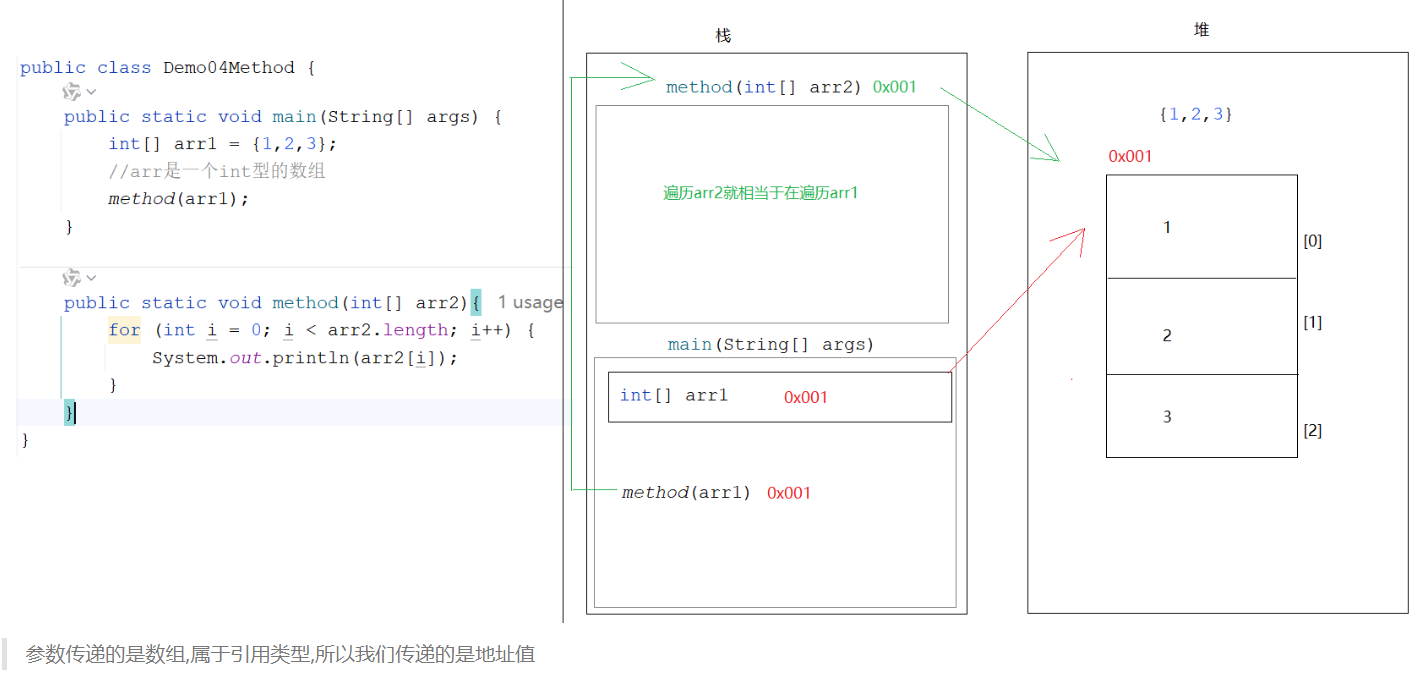 public class Demo04Method {
public static void main(String[] args) {
int[] arr1 = {1,2,3};
//arr是一个int型的数组
method(arr1);
}
public static void method(int[] arr2){ 1 usage
for (int i = 0; i < arr2.length; i++) {
System.out.println(arr2[i]);
}
}
}
栈
method(int[] arr2) 0x001
遍历arr2就相当于在遍历arr1
main(String[] args)
int[] arr1 0x001
method(arr1) 0x001
堆
{1,2,3}
0x001
1 [0]
2 [1]
3 [2]
参数传递的是数组,属于引用类型,所以我们传递的是地址值